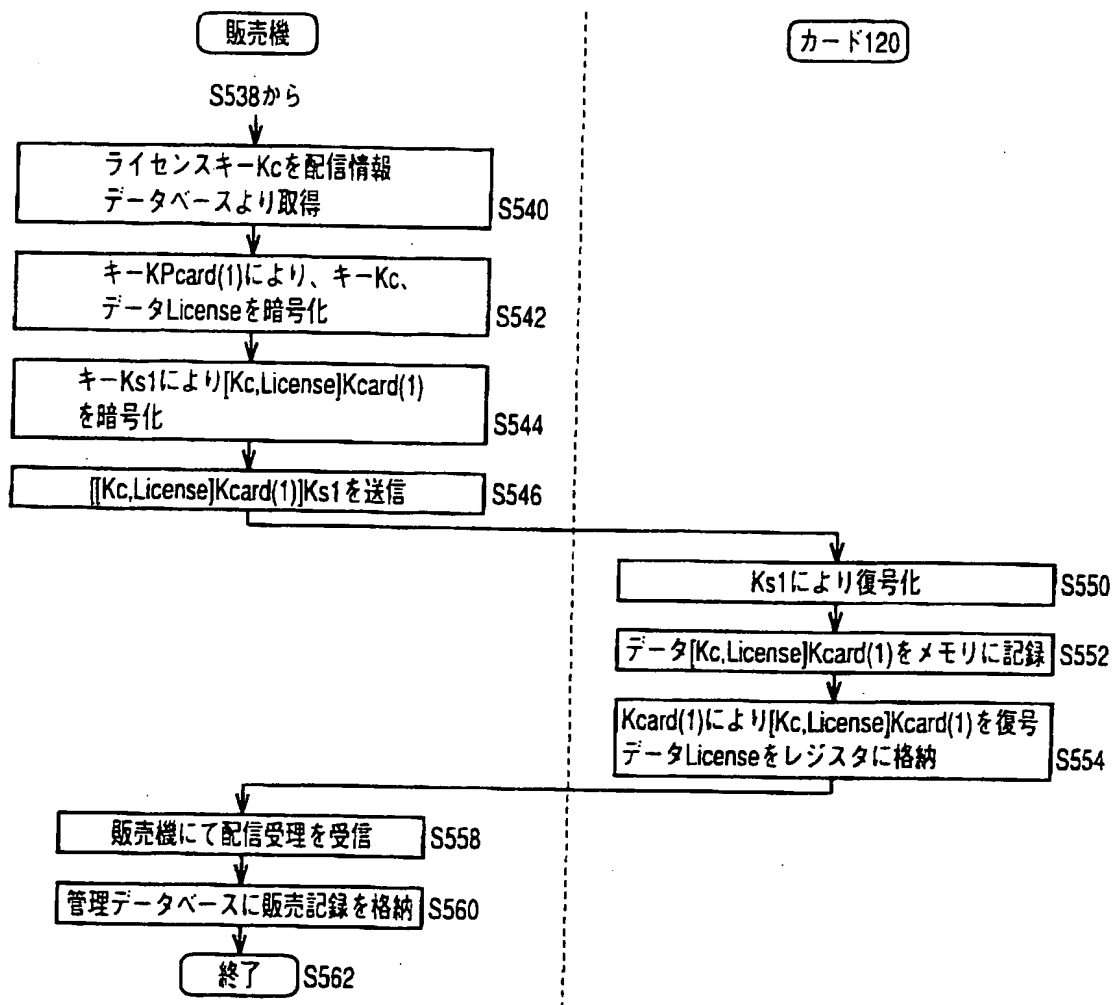 販売機
カード120
S538から
ライセンスキーKcを配信情報
データベースより取得
S540
キーKPcard(1)により、キーKc、
データLicenseを暗号化
S542
キーKs1により[Kc,License]Kcard(1)
を暗号化
S544
[[Kc,License]Kcard(1)]Ks1を送信
S546
Ks1により復号化
S550
データ[Kc,License]Kcard(1)をメモリに記録
S552
Kcard(1)により[Kc,License]Kcard(1)を復号
データLicenseをレジスタに格納
S554
販売機にて配信受理を受信
S558
管理データベースに販売記録を格納
S560
終了
S562